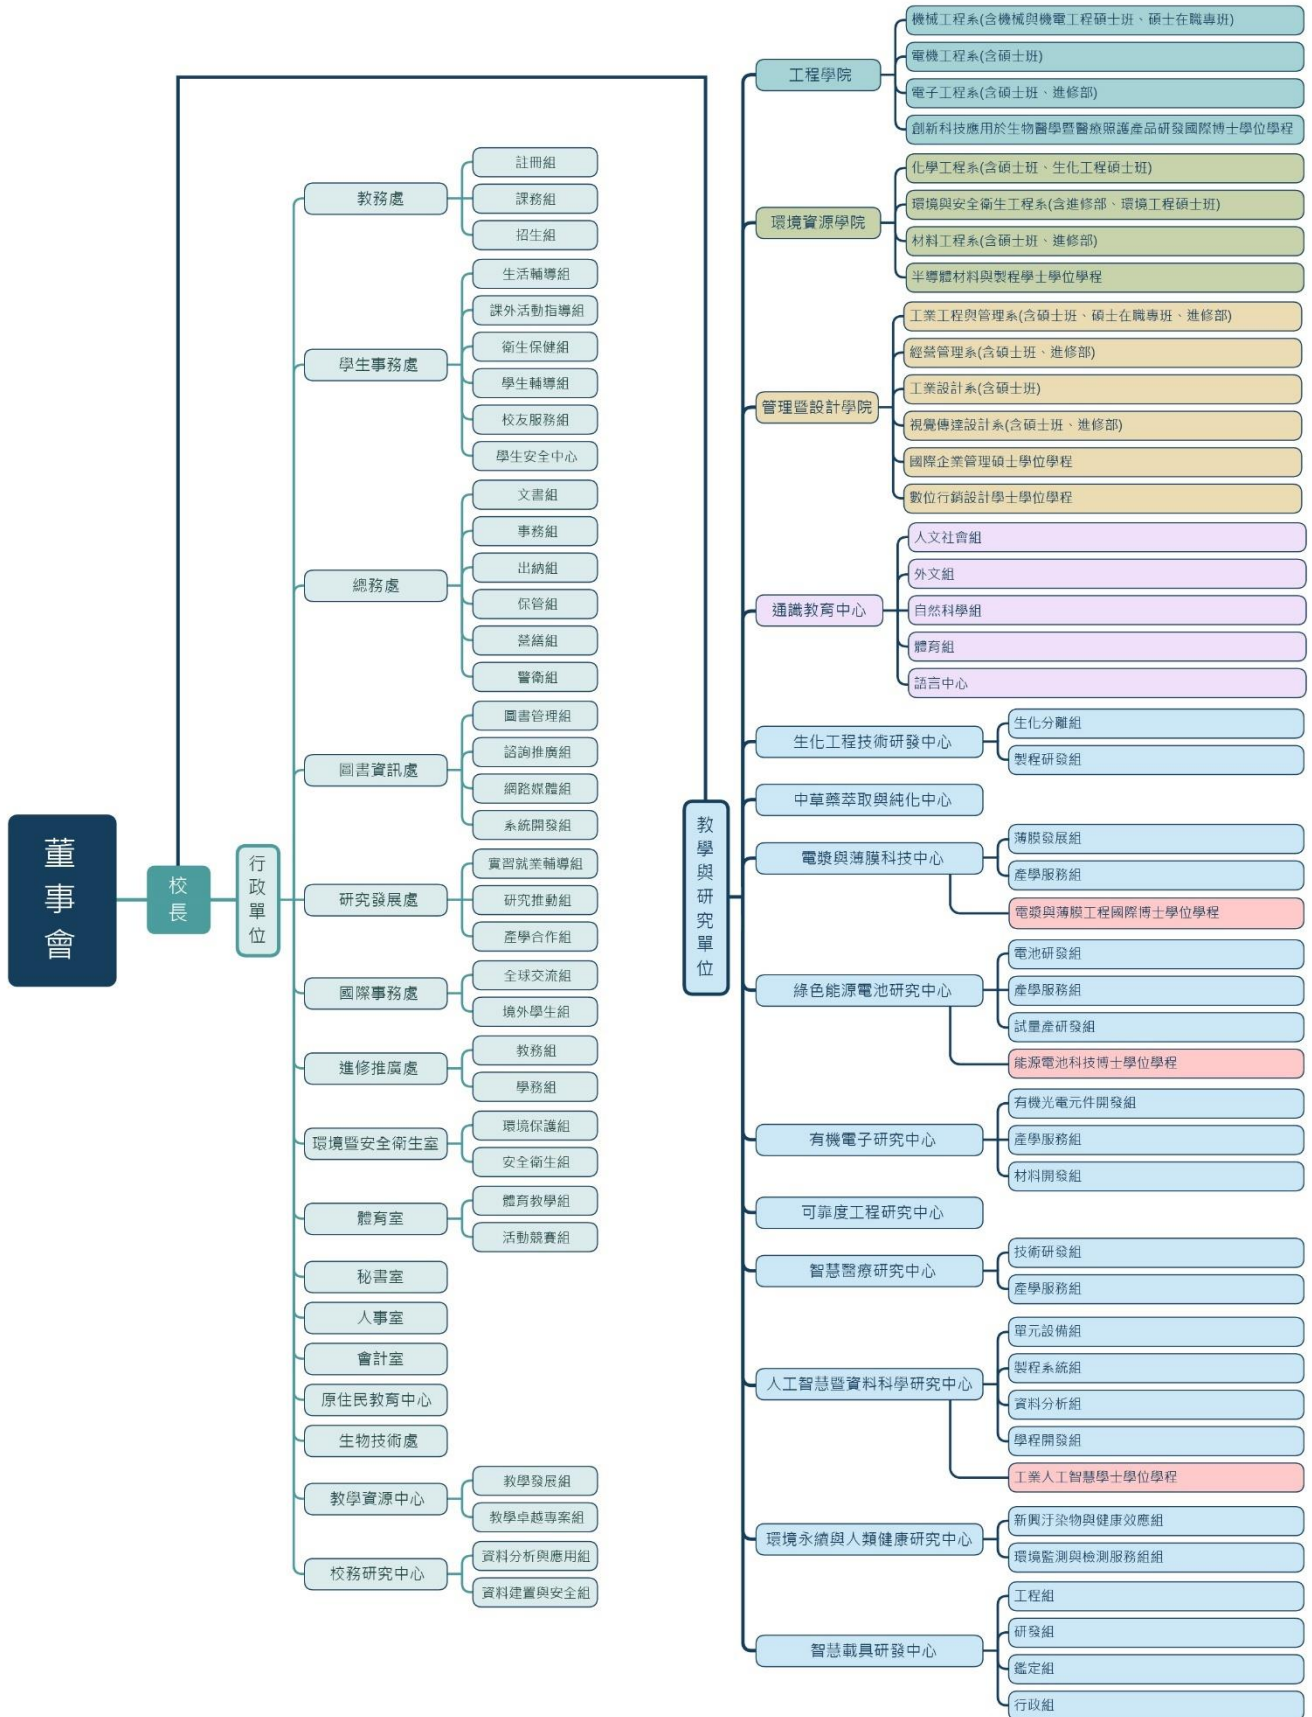 董事會
校長
行政單位
教務處
註冊組
課務組
招生組
學生事務處
生活輔導組
課外活動指導組
衛生保健組
學生輔導組
校友服務組
學生安全中心
總務處
文書組
事務組
出納組
保管組
營繕組
警衛組
圖書資訊處
圖書管理組
諮詢推廣組
網路媒體組
系統開發組
研究發展處
實習就業輔導組
研究推動組
產學合作組
國際事務處
全球交流組
境外學生組
進修推廣處
教務組
學務組
環境暨安全衛生室
環境保護組
安全衛生組
體育室
體育教學組
活動競賽組
秘書室
人事室
會計室
原住民教育中心
生物技術處
教學資源中心
教學發展組
教學卓越專案組
校務研究中心
資料分析與應用組
資料建置與安全組
教學與研究單位
工程學院
機械工程系(含機械與機電工程碩士班、碩士在職專班)
電機工程系(含碩士班)
電子工程系(含碩士班、進修部)
創新科技應用於生物醫學暨醫療照護產品研發國際博士學位學程
環境資源學院
化學工程系(含碩士班、生化工程碩士班)
環境與安全衛生工程系(含進修部、環境工程碩士班)
材料工程系(含碩士班、進修部)
半導體材料與製程學士學位學程
管理暨設計學院
工業工程與管理系(含碩士班、碩士在職專班、進修部)
經營管理系(含碩士班、進修部)
工業設計系(含碩士班)
視覺傳達設計系(含碩士班、進修部)
國際企業管理碩士學位學程
數位行銷設計學士學位學程
通識教育中心
人文社會組
外文組
自然科學組
體育組
語言中心
生化工程技術研發中心
生化分離組
製程研發組
中草藥萃取與純化中心
電漿與薄膜科技中心
薄膜發展組
產學服務組
電漿與薄膜工程國際博士學位學程
綠色能源電池研究中心
電池研發組
產學服務組
試量產研發組
能源電池科技博士學位學程
有機電子研究中心
有機光電元件開發組
產學服務組
材料開發組
可靠度工程研究中心
智慧醫療研究中心
技術研發組
產學服務組
人工智慧暨資料科學研究中心
單元設備組
製程系統組
資料分析組
學程開發組
工業人工智慧學士學位學程
環境永續與人類健康研究中心
新興汙染物與健康效應組
環境監測與檢測服務組組
智慧載具研發中心
工程組
研發組
鑑定組
行政組